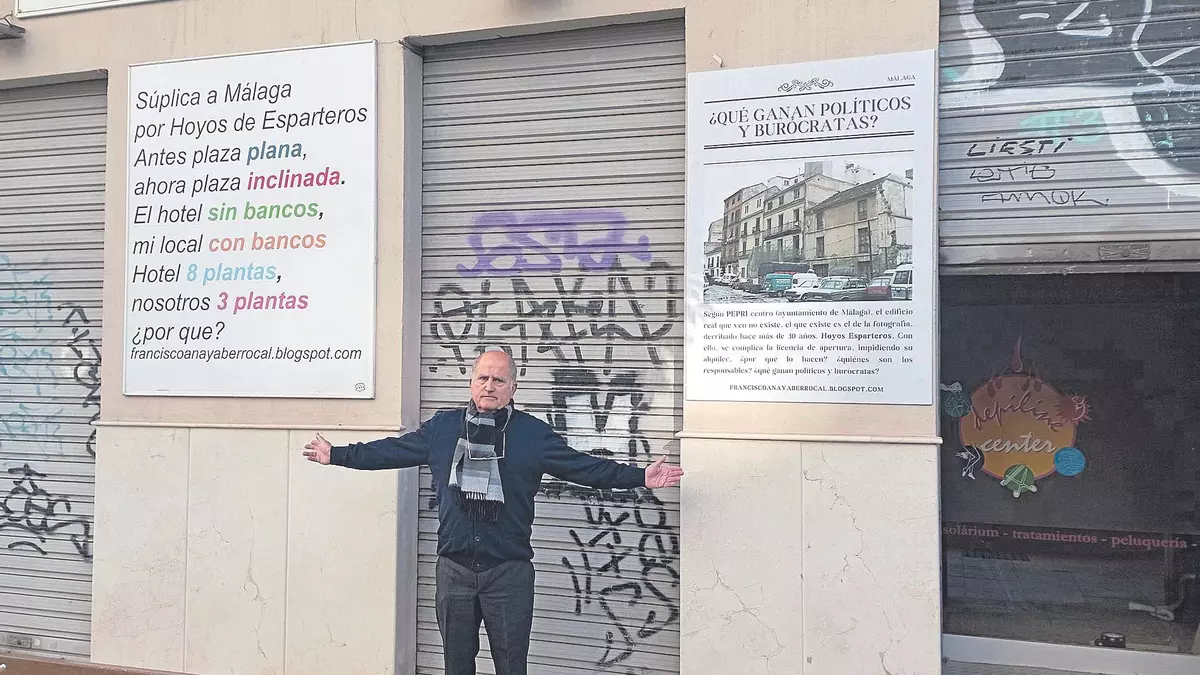 Súplica a Málaga
por Hoyos de Esparteros
Antes plaza plana,
ahora plaza inclinada.
El hotel sin bancos,
mi local con bancos
Hotel 8 plantas,
nosotros 3 plantas
¿por que?
franciscoanayaberrocal.blogspot.com
MÁLAGA
¿QUÉ GANAN POLÍTICOS
Y BURÓCRATAS?
Según PEPRI centro (ayuntamiento de Málaga), el edificio
real que veo no existe, el que existe es el de la fotografía,
derribado hace más de 30 años. Hoyos Esparteros. Con
ello, se complica la licencia de apertura, impidiendo su
alquiler. ¿por qué lo hacen? ¿quiénes son los
responsables? ¿qué ganan políticos y burócratas?
FRANCISCOANAYABERROCAL.BLOGSPOT.COM
depiline
center
solárium - tratamientos - peluquería